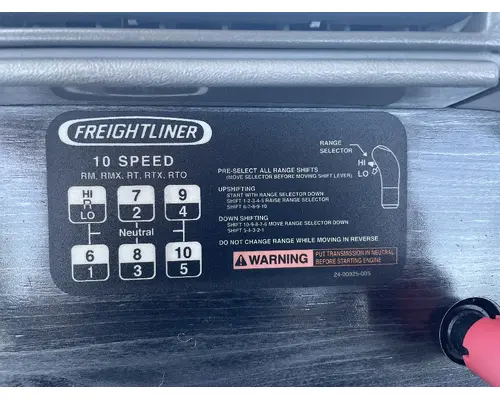 FREIGHTLINER
10 SPEED
RM, RMX, RT, RTX, RTO
HI
R
LO
7
2
9
4
Neutral
6
1
8
3
10
5
RANGE
SELECTOR
HI
LO
PRE-SELECT ALL RANGE SHIFTS
(MOVE SELECTOR BEFORE MOVING SHIFT LEVER)
UPSHIFTING
START WITH RANGE SELECTOR DOWN
SHIFT 1-2-3-4-5 RAISE RANGE SELECTOR
SHIFT 6-7-8-9-10
DOWN SHIFTING
SHIFT 10-9-8-7-6 MOVE RANGE SELECTOR DOWN
SHIFT 5-4-3-2-1
DO NOT CHANGE RANGE WHILE MOVING IN REVERSE
WARNING
PUT TRANSMISSION IN NEUTRAL
BEFORE STARTING ENGINE
24-00925-005